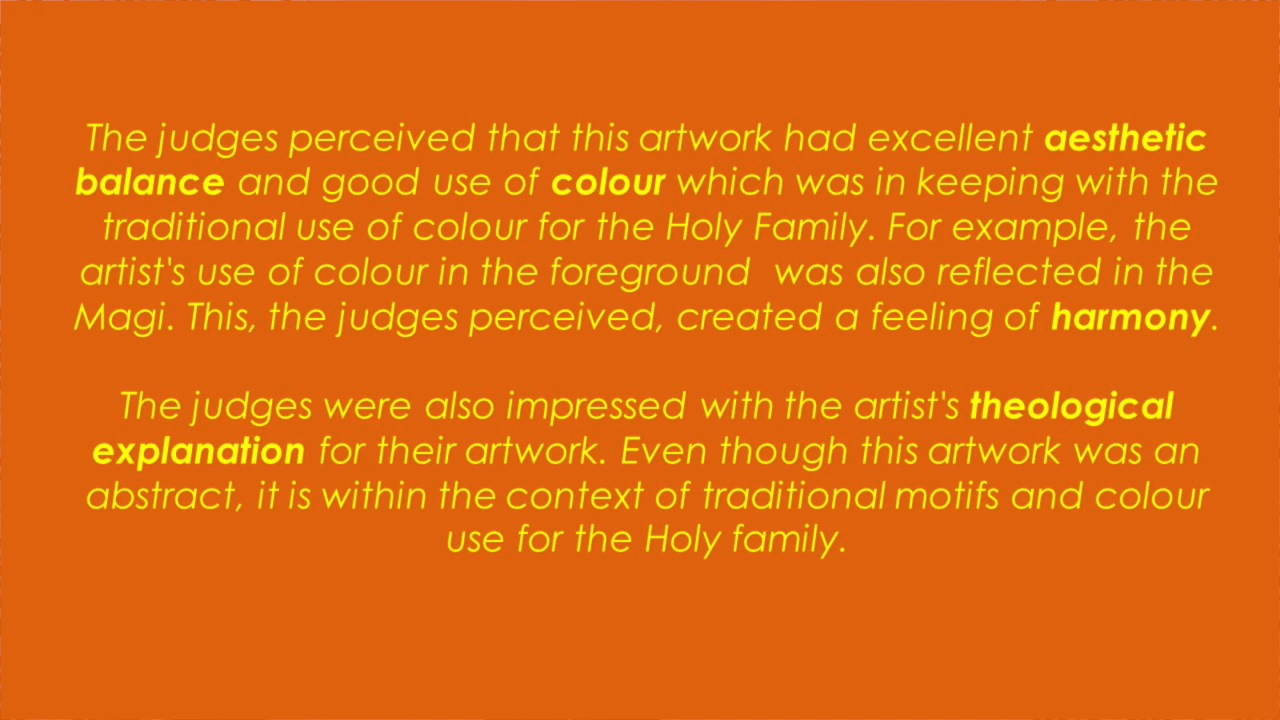 The judges perceived that this artwork had excellent aesthetic
balance and good use of colour which was in keeping with the
traditional use of colour for the Holy Family. For example, the
artist's use of colour in the foreground  was also reflected in the
Magi. This, the judges perceived, created a feeling of harmony.
The judges were also impressed with the artist's theological
explanation for their artwork. Even though this artwork was an
abstract, it is within the context of traditional motifs and colour
use for the Holy family.